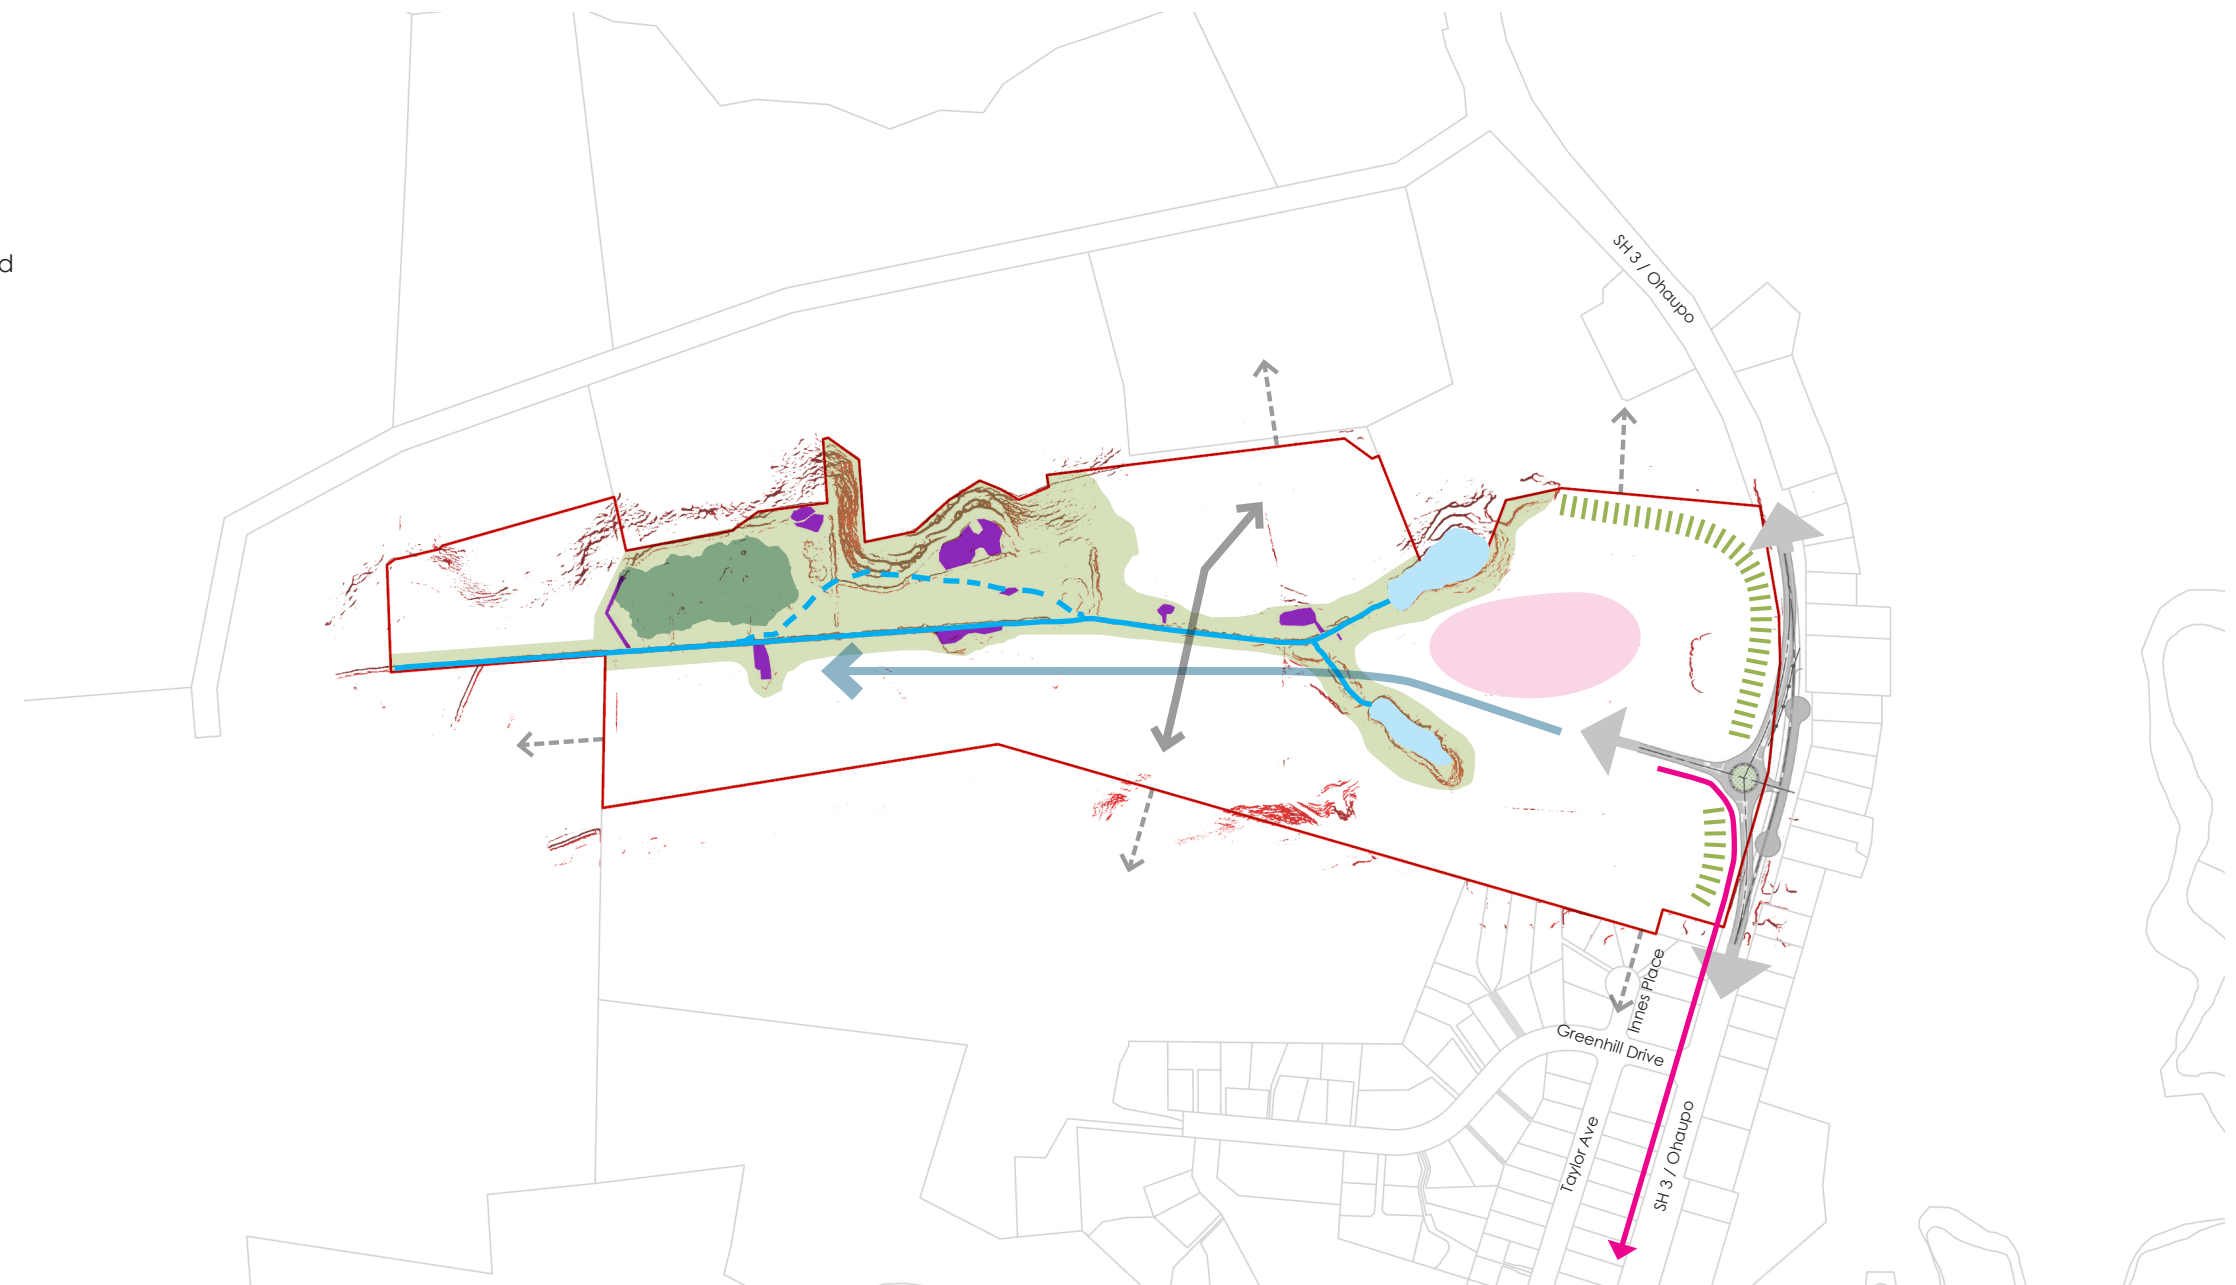 d
SH 3 / Ohaupo
Innes Place
Greenhill Drive
Taylor Ave
SH 3 / Ohaupo